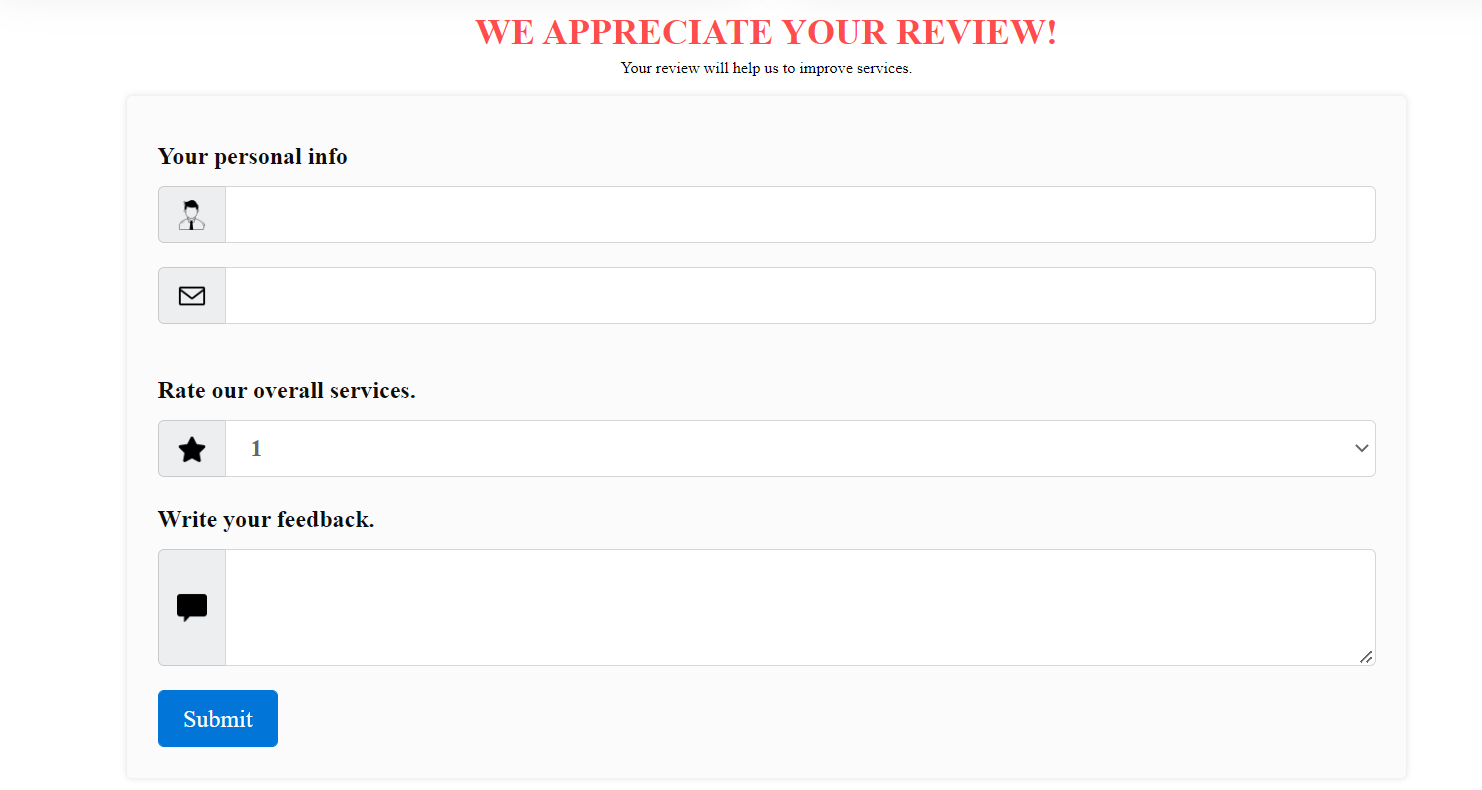 WE APPRECIATE YOUR REVIEW!
Your review will help us to improve services.
Your personal info
Rate our overall services.
1
Write your feedback.
Submit